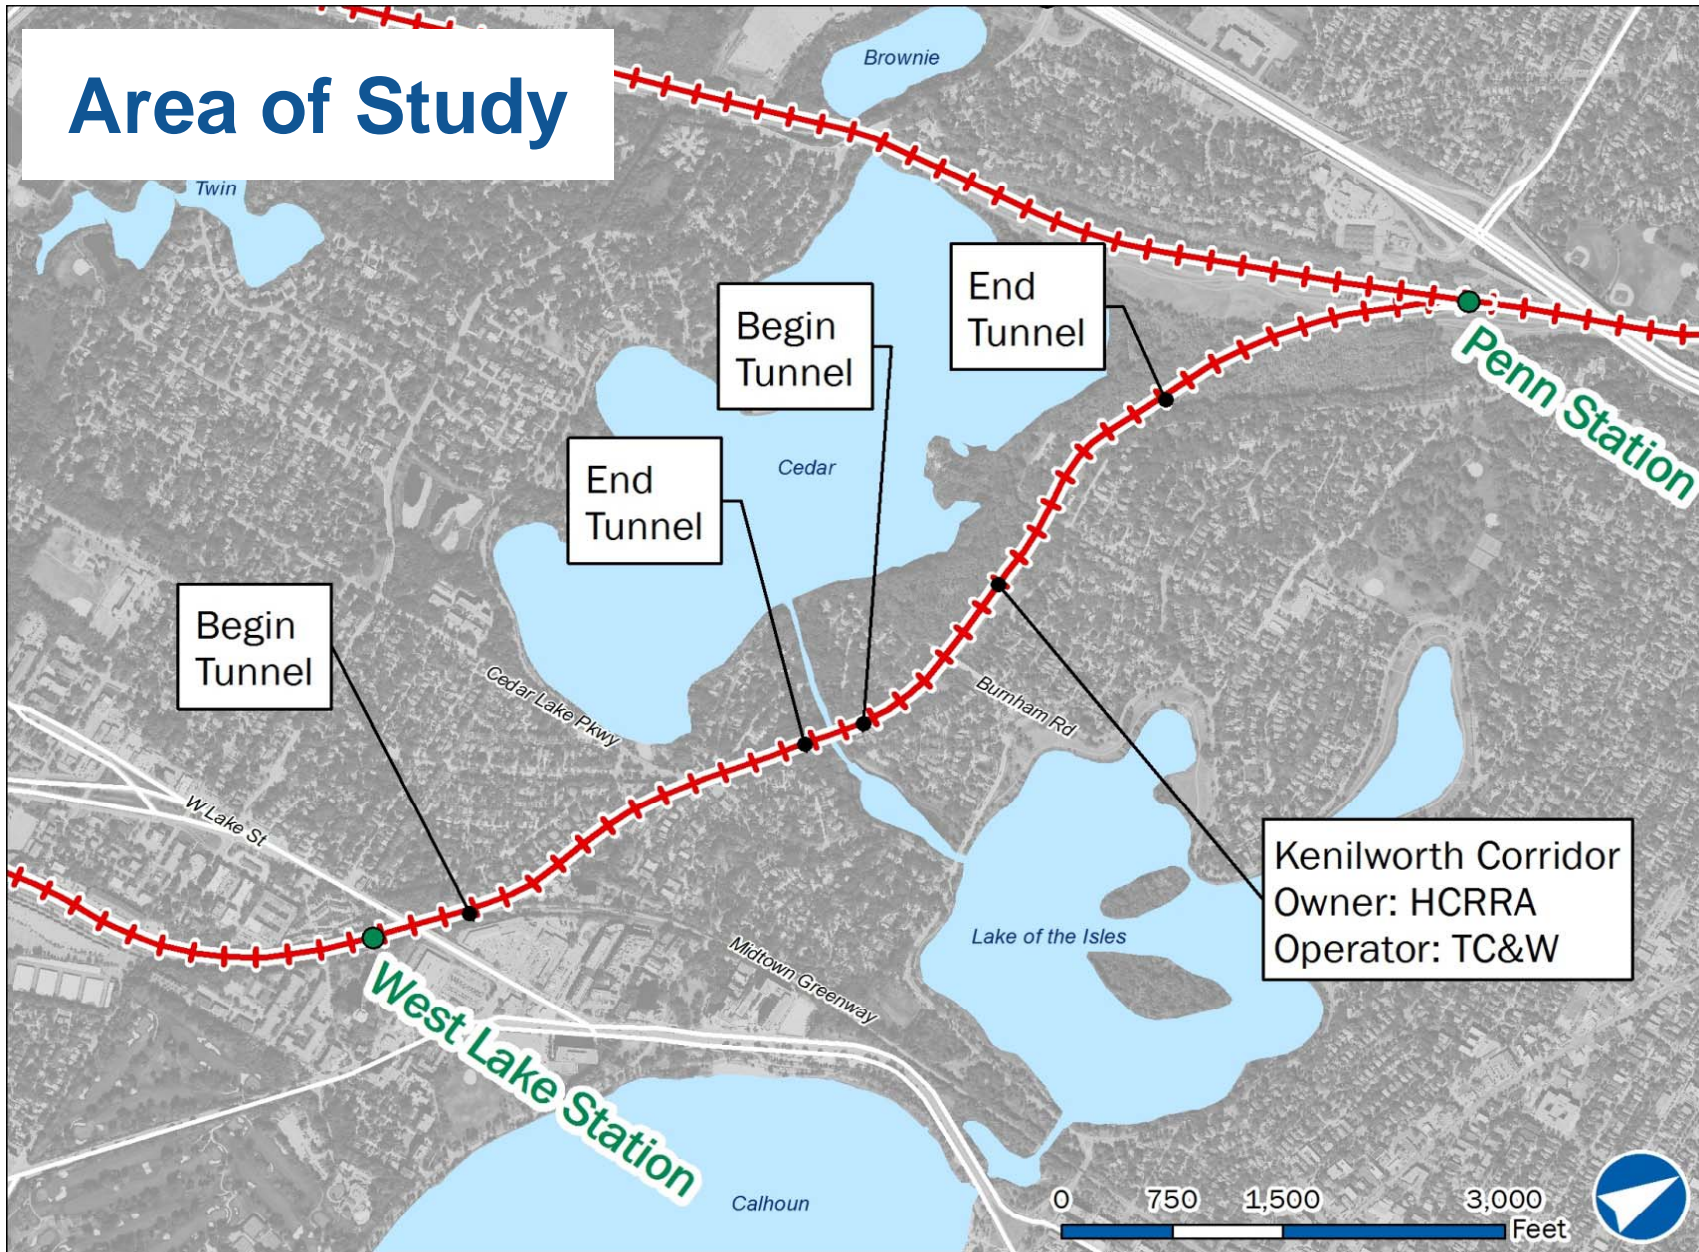 Area of Study
Brownie
Twin
End
Tunnel
Begin
Tunnel
Penn Station
End
Tunnel
Cedar
Begin
Tunnel
Cedar Lake Pkwy
Burnham Rd
W Lake St
Kenilworth Corridor
Owner: HCRRA
Operator: TC&W
Lake of the Isles
Midtown Greenway
West Lake Station
Calhoun
0 750 1,500 3,000
Feet